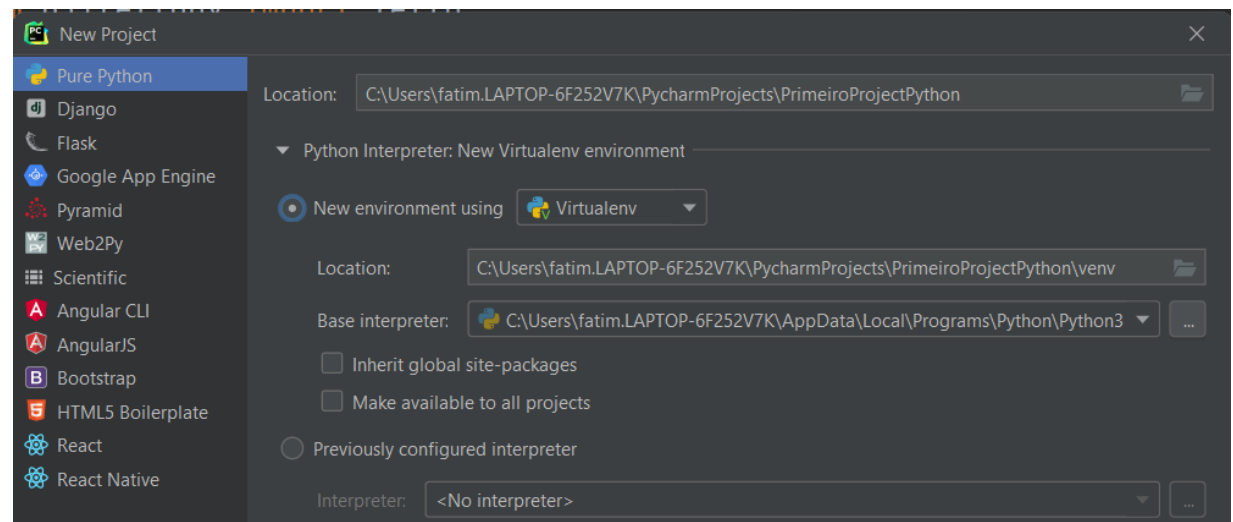 New Project
Pure Python
Django
Flask
Google App Engine
Pyramid
Web2Py
Scientific
Angular CLI
AngularJS
Bootstrap
HTML5 Boilerplate
React
React Native
Location: C:\Users\fatim.LAPTOP-6F252V7K\PycharmProjects\PrimeiroProjectPython
Python Interpreter: New Virtualenv environment
New environment using Virtualenv
Location: C:\Users\fatim.LAPTOP-6F252V7K\PycharmProjects\PrimeiroProjectPython\venv
Base interpreter: C:\Users\fatim.LAPTOP-6F252V7K\AppData\Local\Programs\Python\Python3 ...
Inherit global site-packages
Make available to all projects
Previously configured interpreter
Interpreter: <No interpreter> ...